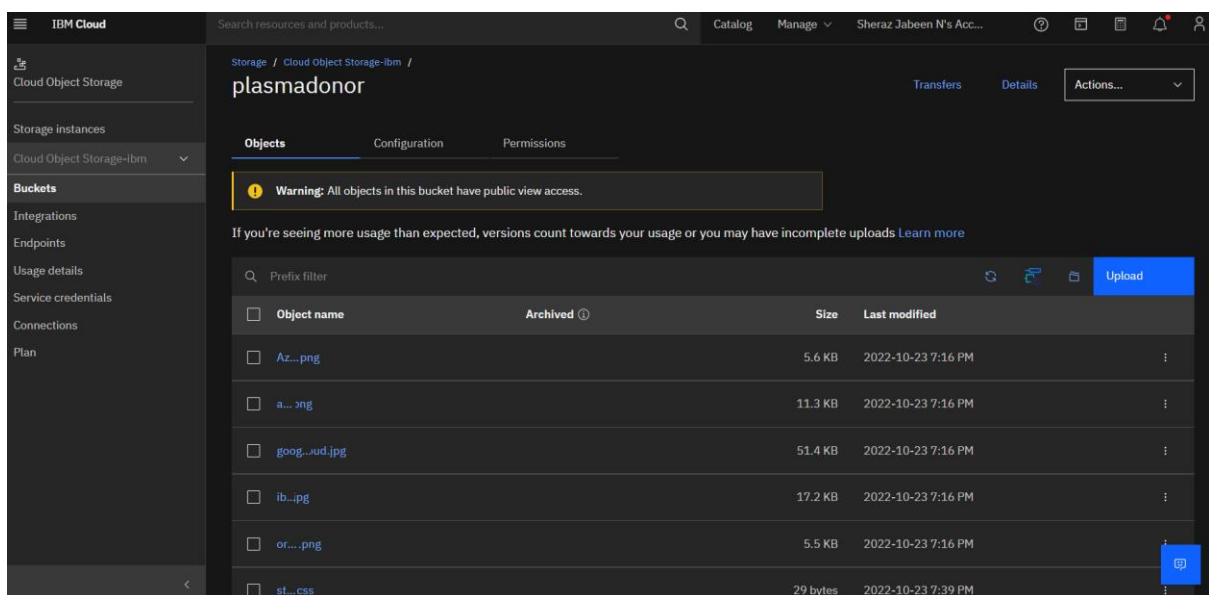 IBM Cloud
Search resources and products...
Catalog
Manage
Sheraz Jabeen N's Acc...
Cloud Object Storage
Storage instances
Cloud Object Storage-ibm
Buckets
Integrations
Endpoints
Usage details
Service credentials
Connections
Plan
Storage / Cloud Object Storage-ibm /
plasmadonor
Transfers
Details
Actions...
Objects
Configuration
Permissions
Warning: All objects in this bucket have public view access.
If you're seeing more usage than expected, versions count towards your usage or you may have incomplete uploads Learn more
Prefix filter
Upload
Object name Archived Size Last modified
Az...png 5.6 KB 2022-10-23 7:16 PM
a... 11.3 KB 2022-10-23 7:16 PM
goog...ud.jpg 51.4 KB 2022-10-23 7:16 PM
ib...jpg 17.2 KB 2022-10-23 7:16 PM
or....png 5.5 KB 2022-10-23 7:16 PM
st...css 29 bytes 2022-10-23 7:39 PM